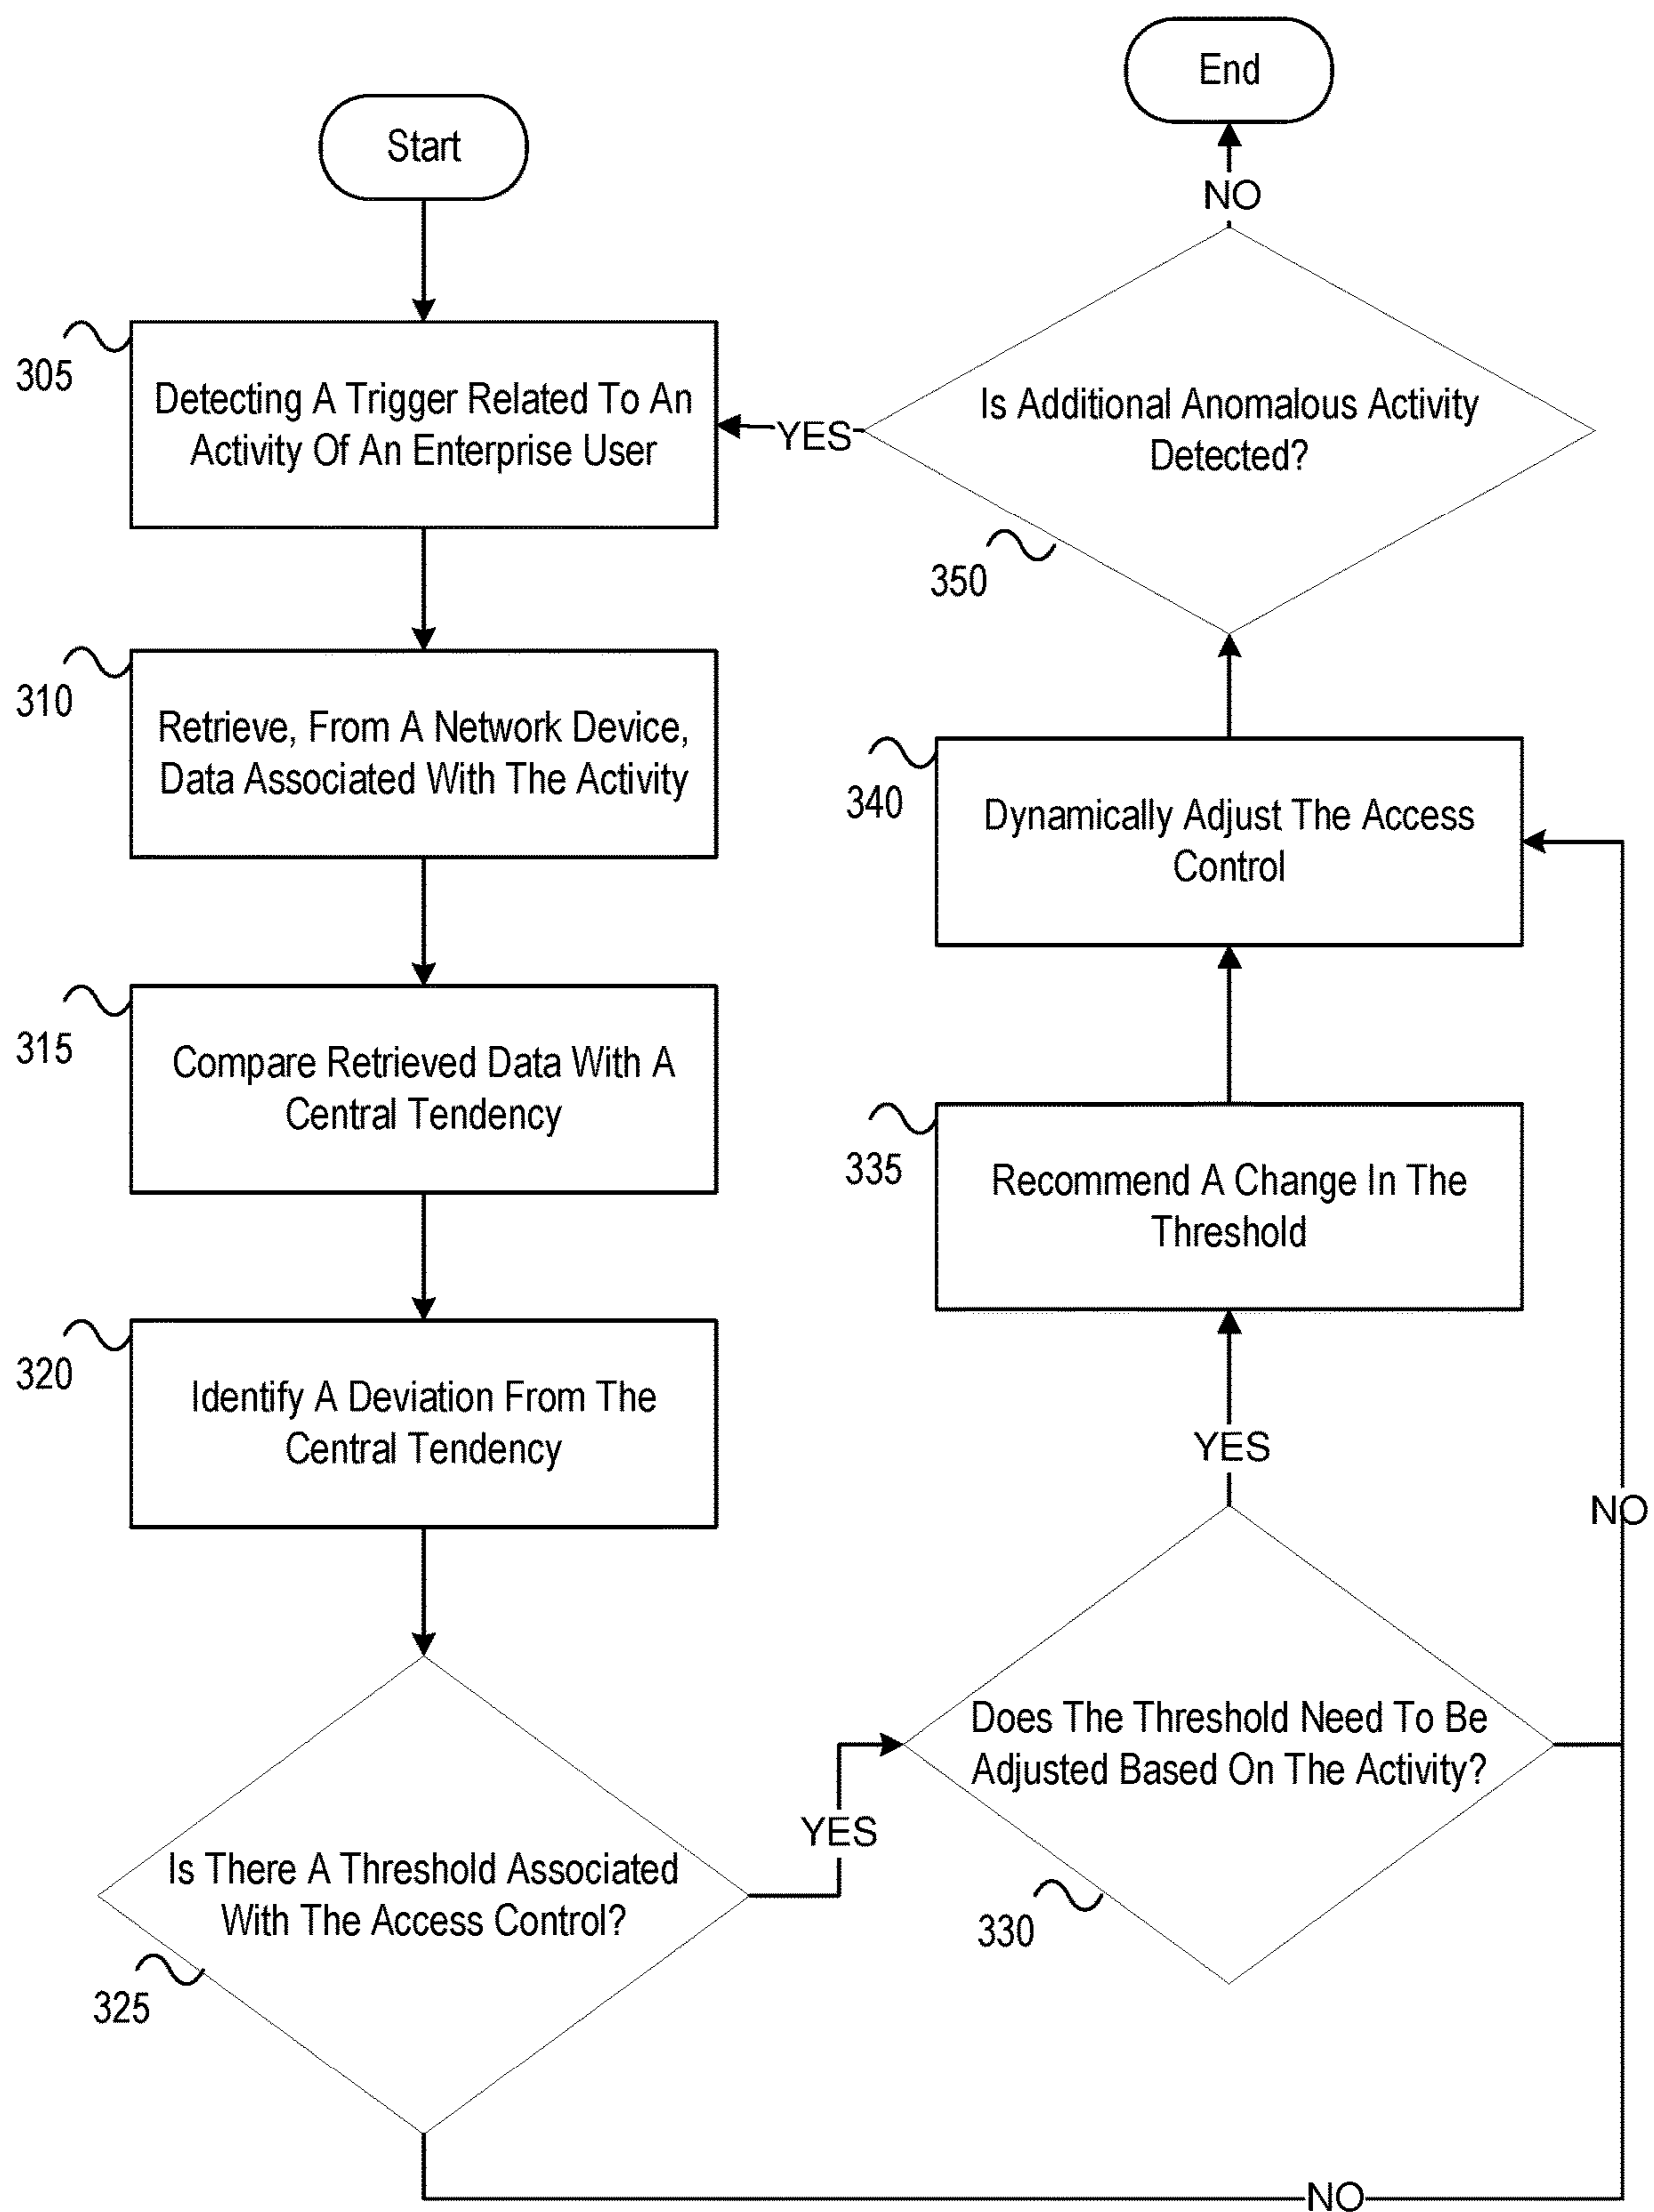 Start
305
Detecting A Trigger Related To An
Activity Of An Enterprise User
310
Retrieve, From A Network Device,
Data Associated With The Activity
315
Compare Retrieved Data With A
Central Tendency
320
Identify A Deviation From The
Central Tendency
Is There A Threshold Associated
With The Access Control?
325
YES
NO
Does The Threshold Need To Be
Adjusted Based On The Activity?
330
YES
NO
335
Recommend A Change In The
Threshold
340
Dynamically Adjust The Access
Control
Is Additional Anomalous Activity
Detected?
350
YES
NO
End